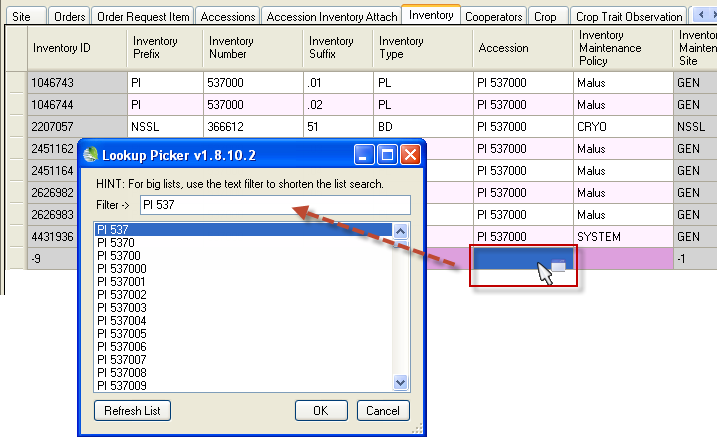 Site Orders Order Request Item Accessions Accession Inventory Attach Inventory Cooperators Crop Crop Trait Observation
Inventory ID Inventory Prefix Inventory Number Inventory Suffix Inventory Type Accession Inventory Maintenance Policy Inventor Mainten Site
1046743 PI 537000 .01 PL PI 537000 Malus GEN
1046744 PI 537000 .02 PL PI 537000 Malus GEN
2207057 NSSL 366612 51 BD PI 537000 CRYO NSSL
2451162 PI 537000 Malus GEN
2451164 PI 537000 Malus GEN
2626982 PI 537000 Malus GEN
2626983 PI 537000 Malus GEN
4431936 PI 537000 SYSTEM GEN
-9 -1
Lookup Picker v1.8.10.2
HINT: For big lists, use the text filter to shorten the list search.
Filter -> PI 537
PI 537
PI 5370
PI 53700
PI 537000
PI 537001
PI 537002
PI 537003
PI 537004
PI 537005
PI 537006
PI 537007
PI 537008
PI 537009
Refresh List OK Cancel